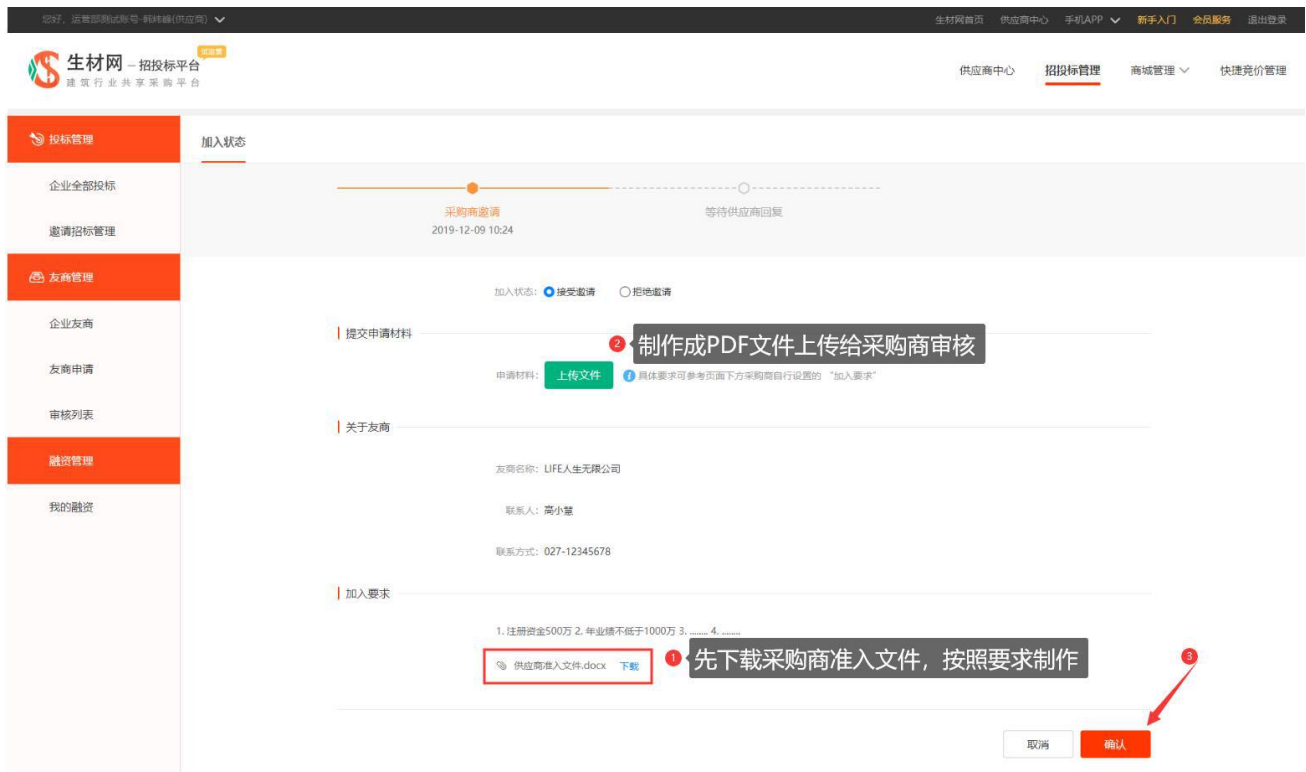 您好，运营部测试账号-韩炜峰(供应商)
生材网首页 供应商中心 手机APP 新手入门 会员服务 退出登录
生材网 – 招投标平台 试运营
建筑行业共享采购平台
供应商中心 招投标管理 商城管理 快捷竞价管理
投标管理
企业全部投标
邀请招标管理
友商管理
企业友商
友商申请
审核列表
融资管理
我的融资
加入状态
采购商邀请
2019-12-09 10:24
等待供应商回复
加入状态: 接受邀请 拒绝邀请
提交申请材料
2 制作成PDF文件上传给采购商审核
申请材料: 上传文件 具体要求可参考页面下方采购商自行设置的 “加入要求”
关于友商
友商名称: LIFE人生无限公司
联系人: 高小慧
联系方式: 027-12345678
加入要求
1. 注册资金500万 2. 年业绩不低于1000万 3. ........ 4. ........
供应商准入文件.docx 下载
1 先下载采购商准入文件，按照要求制作
3
取消 确认